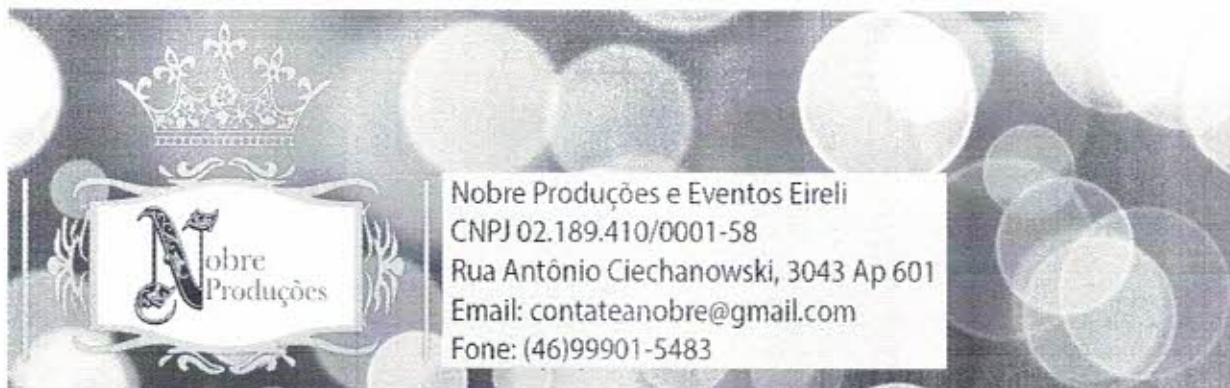 Nobre
Produções
Nobre Produções e Eventos Eireli
CNPJ 02.189.410/0001-58
Rua Antônio Ciechanowski, 3043 Ap 601
Email: contateanobre@gmail.com
Fone: (46)99901-5483